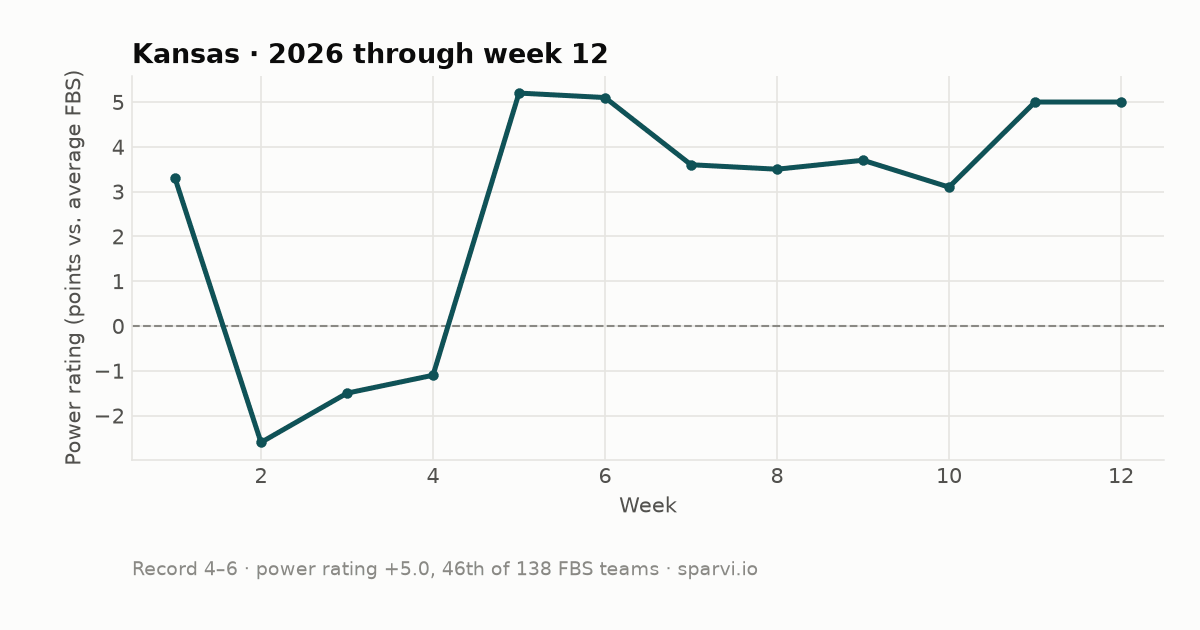 Kansas · 2026 through week 12
Power rating (points vs. average FBS)
5
4
3
2
1
0
−1
−2
2 4 6 8 10 12
Week
Record 4–6 · power rating +5.0, 46th of 138 FBS teams · sparvi.io